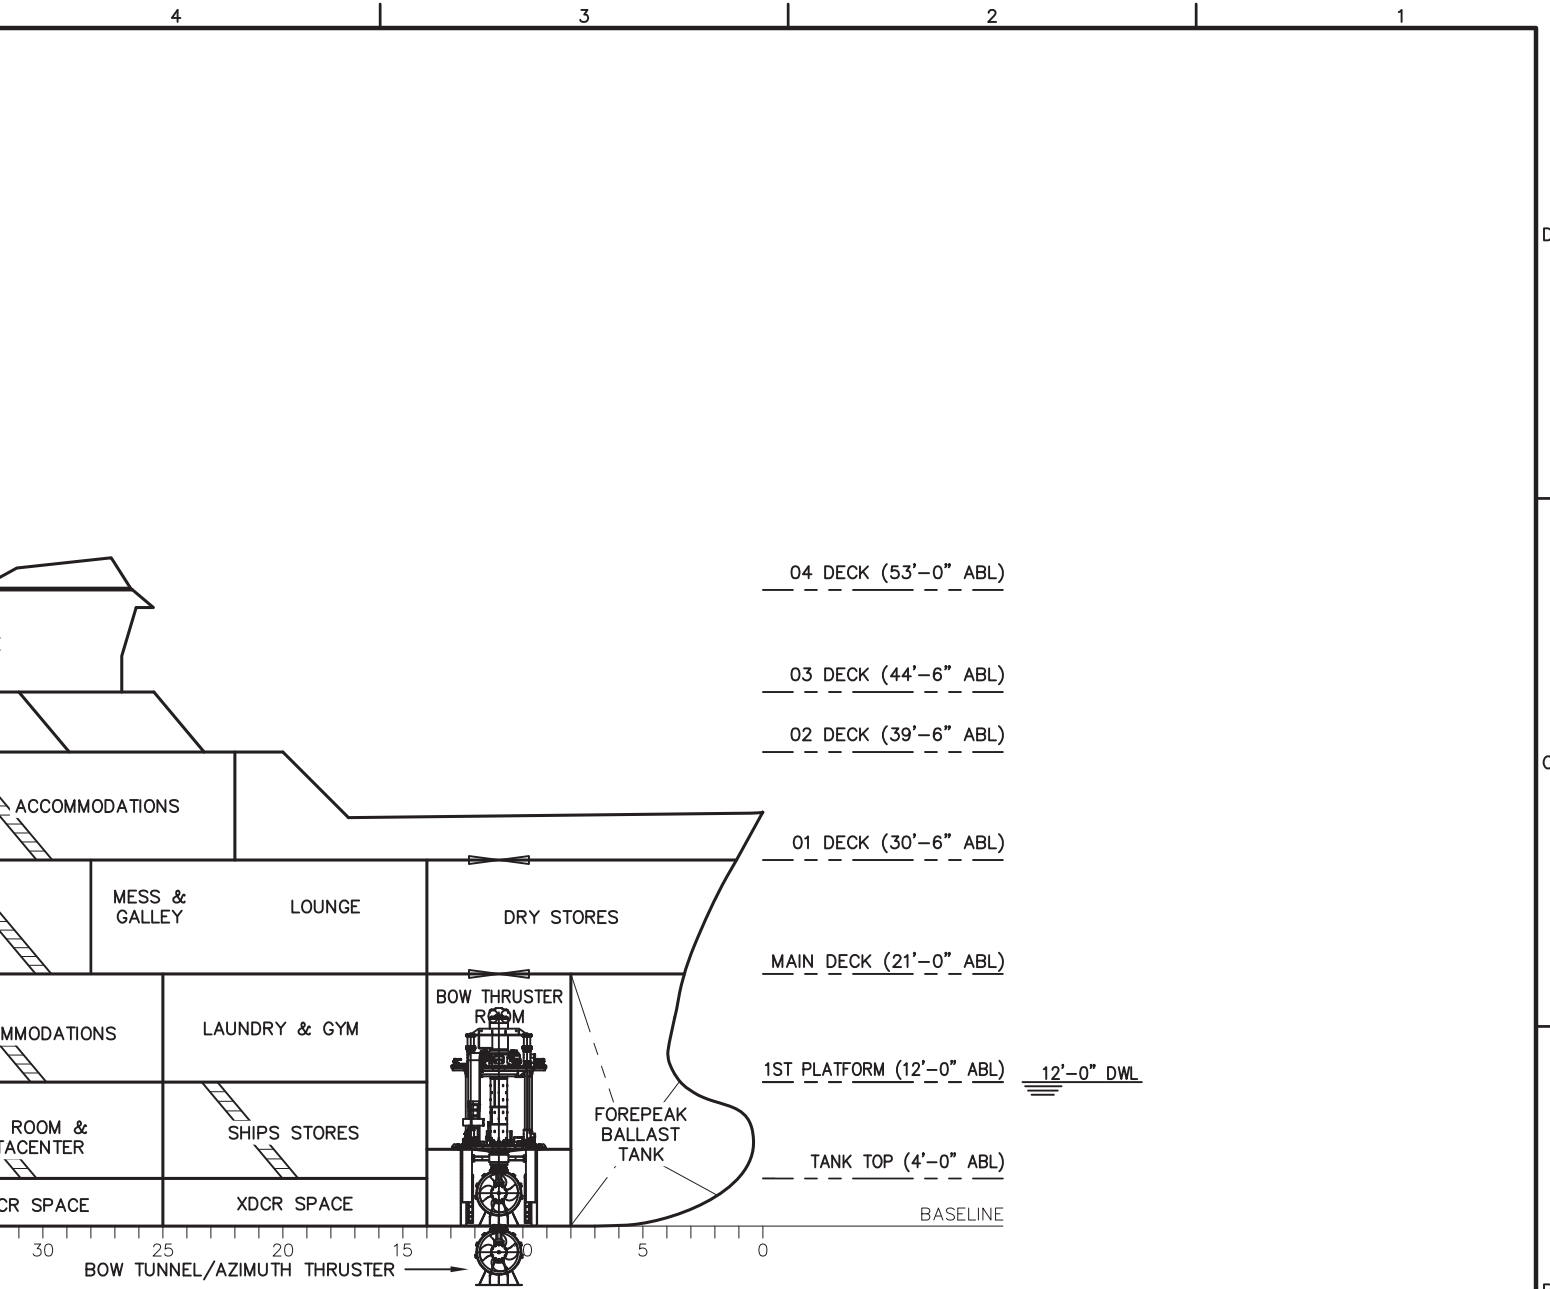 4 3 2 1
D
04 DECK (53'-0" ABL)
03 DECK (44'-6" ABL)
02 DECK (39'-6" ABL)
C
ACCOMMODATIONS
01 DECK (30'-6" ABL)
MESS &
GALLEY
LOUNGE
DRY STORES
MAIN DECK (21'-0" ABL)
BOW THRUSTER
ROOM
MMODATIONS
LAUNDRY & GYM
1ST PLATFORM (12'-0" ABL)
12'-0" DWL
ROOM &
TACENTER
SHIPS STORES
FOREPEAK
BALLAST
TANK
TANK TOP (4'-0" ABL)
CR SPACE
XDCR SPACE
BASELINE
30 25 20 15 0 5 0
BOW TUNNEL/AZIMUTH THRUSTER